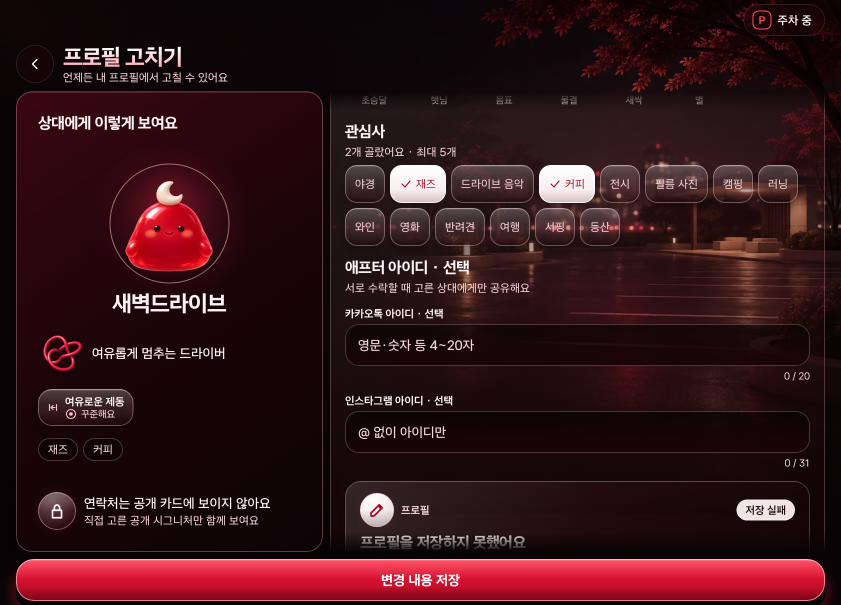 P 주차 중
프로필 고치기
언제든 내 프로필에서 고칠 수 있어요
상대에게 이렇게 보여요
새벽드라이브
여유롭게 멈추는 드라이버
여유로운 제동
꾸준해요
재즈 커피
연락처는 공개 카드에 보이지 않아요
직접 고른 공개 시그니처만 함께 보여요
초승달 햇님 음표 물결 새싹 별
관심사
2개 골랐어요 · 최대 5개
야경 재즈 드라이브 음악 커피 전시 필름 사진 캠핑 러닝
와인 영화 반려견 여행 서핑 등산
애프터 아이디 · 선택
서로 수락할 때 고른 상대에게만 공유해요
카카오톡 아이디 · 선택
영문·숫자 등 4~20자
0 / 20
인스타그램 아이디 · 선택
@ 없이 아이디만
0 / 31
프로필 저장 실패
프로필을 저장하지 못했어요
변경 내용 저장